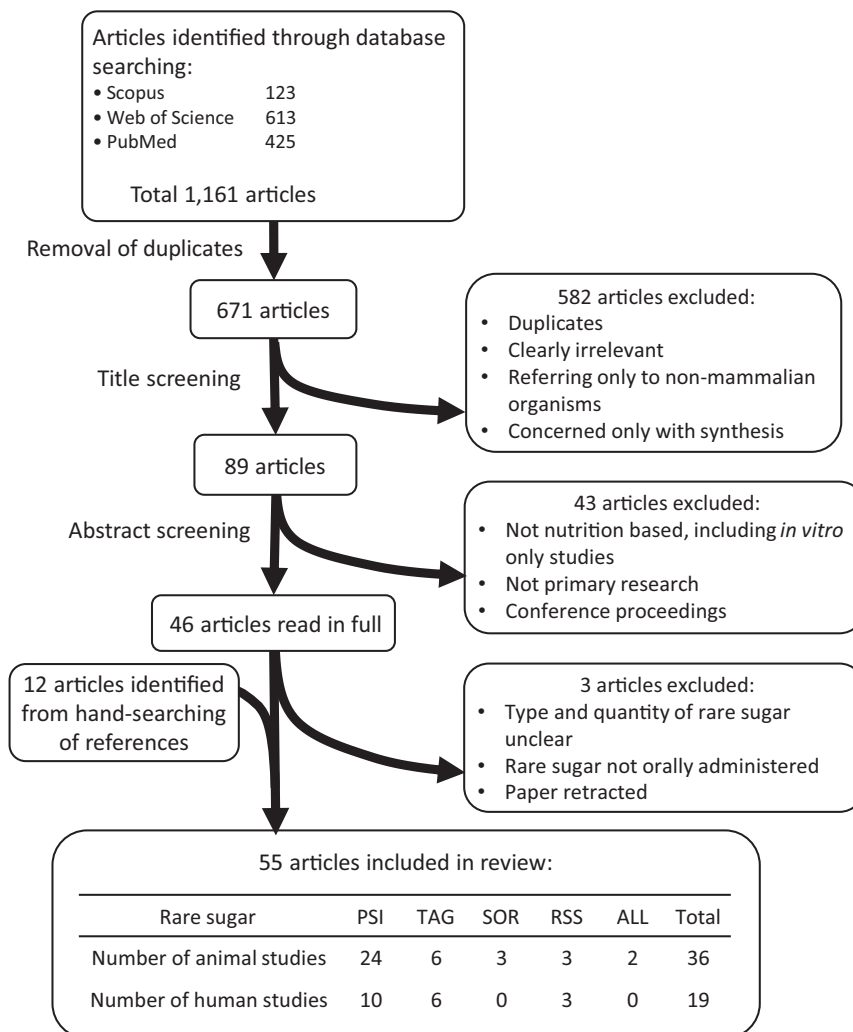 Articles identified through database
searching:
• Scopus 123
• Web of Science 613
• PubMed 425
Total 1,161 articles
Removal of duplicates
671 articles
582 articles excluded:
• Duplicates
• Clearly irrelevant
• Referring only to non-mammalian
organisms
• Concerned only with synthesis
Title screening
89 articles
43 articles excluded:
• Not nutrition based, including in vitro
only studies
• Not primary research
• Conference proceedings
Abstract screening
46 articles read in full
12 articles identified
from hand-searching
of references
3 articles excluded:
• Type and quantity of rare sugar
unclear
• Rare sugar not orally administered
• Paper retracted
55 articles included in review:
Rare sugar PSI TAG SOR RSS ALL Total
Number of animal studies 24 6 3 3 2 36
Number of human studies 10 6 0 3 0 19